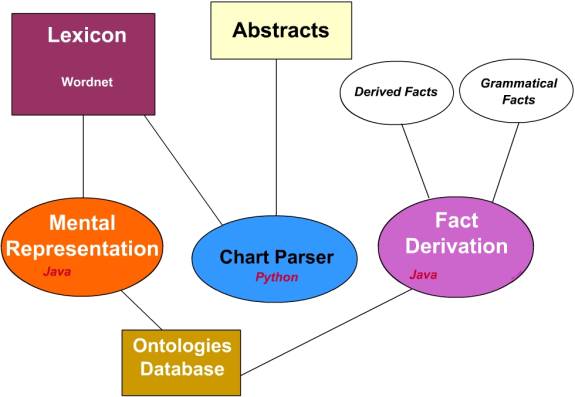 Lexicon
Wordnet
Abstracts
Derived Facts
Grammatical
Facts
Mental
Representation
Java
Chart Parser
Python
Fact
Derivation
Java
Ontologies
Database